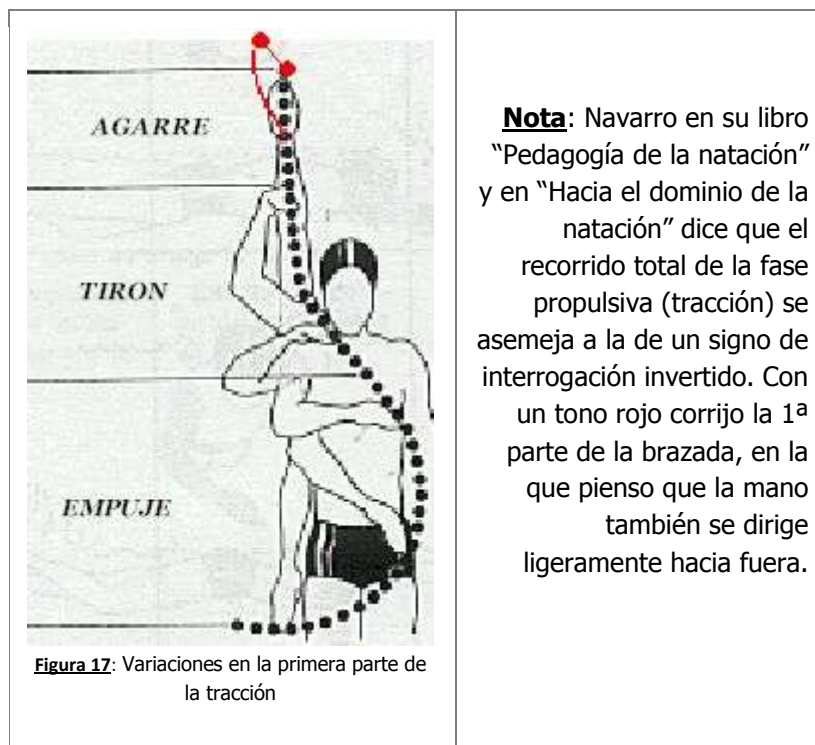 AGARRE
TIRON
EMPUJE
Figura 17: Variaciones en la primera parte de
la tracción
Nota: Navarro en su libro
“Pedagogía de la natación”
y en “Hacia el dominio de la
natación” dice que el
recorrido total de la fase
propulsiva (tracción) se
asemeja a la de un signo de
interrogación invertido. Con
un tono rojo corrijo la 1ª
parte de la brazada, en la
que pienso que la mano
también se dirige
ligeramente hacia fuera.